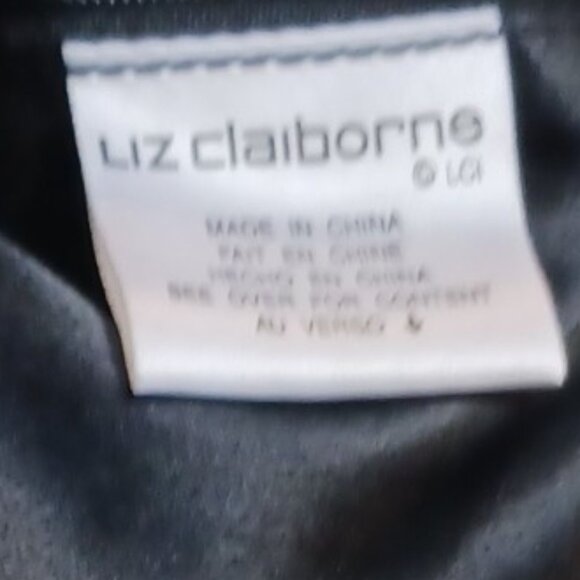 LIZ claiborne
© LCI
MADE IN CHINA
FAIT EN CHINE
HECHO EN CHINA
SEE OVER FOR CONTENT
AU VERSO &